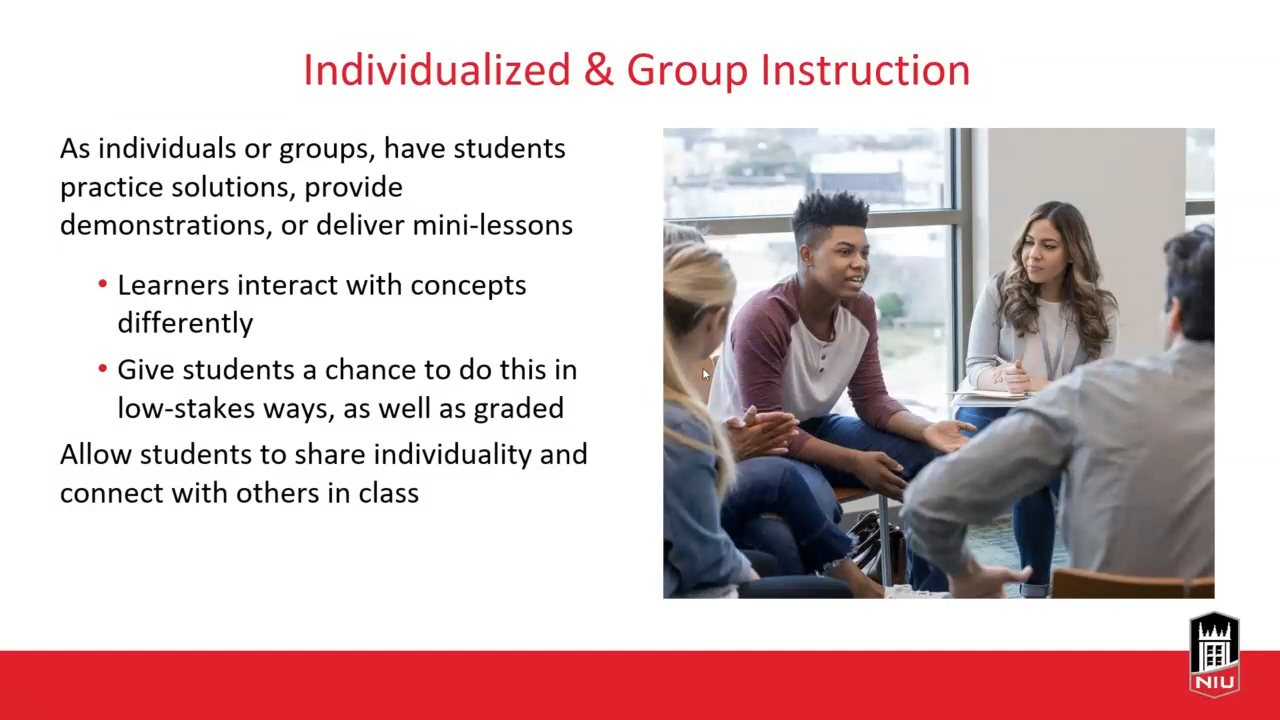 Individualized & Group Instruction
As individuals or groups, have students
practice solutions, provide
demonstrations, or deliver mini-lessons
• Learners interact with concepts
differently
• Give students a chance to do this in
low-stakes ways, as well as graded
Allow students to share individuality and
connect with others in class
NIU